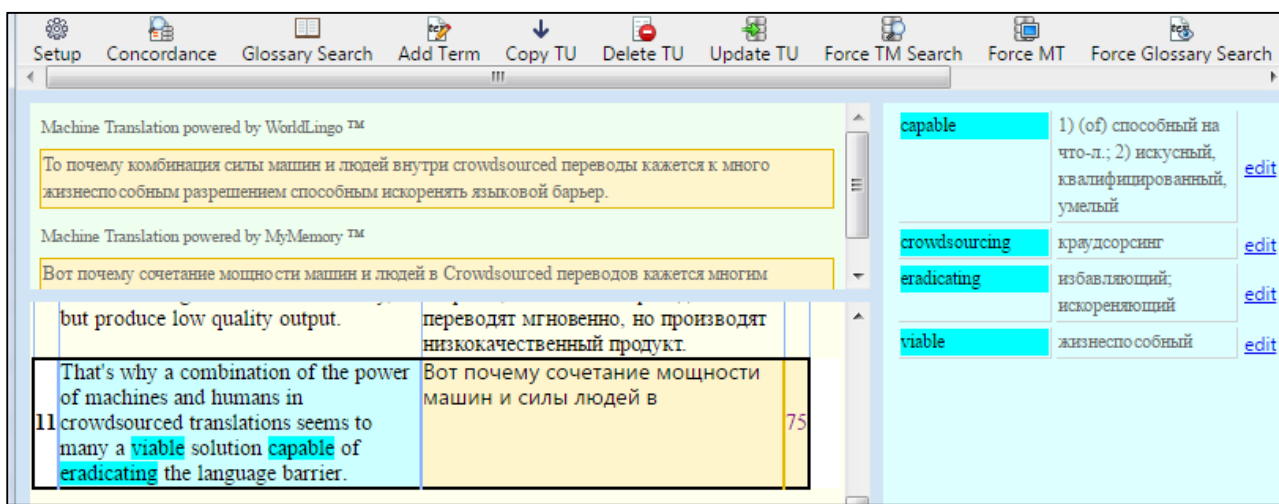 Setup Concordance Glossary Search Add Term Copy TU Delete TU Update TU Force TM Search Force MT Force Glossary Search
Machine Translation powered by WorldLingo ™
То почему комбинация силы машин и людей внутри crowdsourced переводы кажется к много
жизнеспособным разрешением способным искоренять языковой барьер.
Machine Translation powered by MyMemory ™
Вот почему сочетание мощности машин и людей в Crowdsourced переводов кажется многим
but produce low quality output.
переводят мгновенно, но производят
низкокачественный продукт.
11
That's why a combination of the power
of machines and humans in
crowdsourced translations seems to
many a viable solution capable of
eradicating the language barrier.
Вот почему сочетание мощности
машин и силы людей в
75
capable
1) (of) способный на
что-л.; 2) искусный,
квалифицированный,
умелый
edit
crowdsourcing
краудсорсинг
edit
eradicating
избавляющий;
искореняющий
edit
viable
жизнеспособный
edit